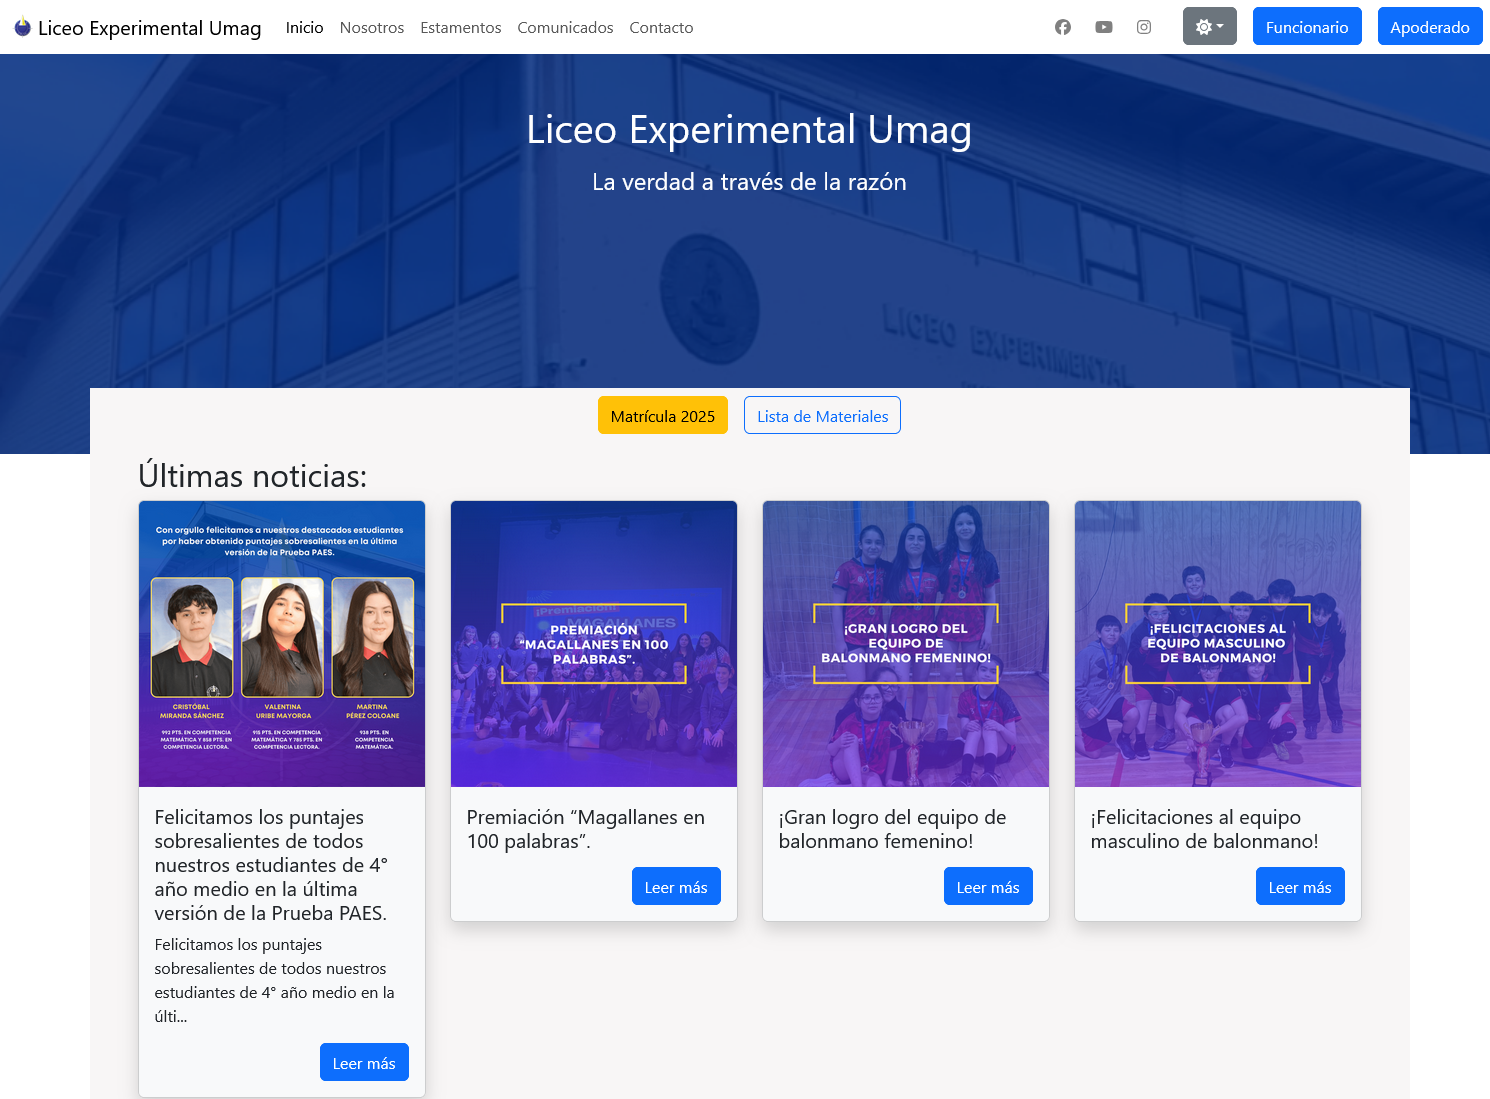 Liceo Experimental Umag
Inicio
Nosotros
Estamentos
Comunicados
Contacto
Funcionario
Apoderado
Liceo Experimental Umag
La verdad a través de la razón
LICEO EXPERIMENTAL
Matrícula 2025
Lista de Materiales
Últimas noticias:
Con orgullo felicitamos a nuestros destacados estudiantes
por haber obtenido puntajes sobresalientes en la última
versión de la Prueba PAES.
CRISTÓBAL
MIRANDA SÁNCHEZ
992 PTS. EN COMPETENCIA
MATEMÁTICA Y 858 PTS. EN
COMPETENCIA LECTORA.
VALENTINA
URIBE MAYORGA
915 PTS. EN COMPETENCIA
MATEMÁTICA Y 785 PTS. EN
COMPETENCIA LECTORA.
MARTINA
PÉREZ COLOANE
938 PTS. EN
COMPETENCIA
MATEMÁTICA.
Felicitamos los puntajes
sobresalientes de todos
nuestros estudiantes de 4°
año medio en la última
versión de la Prueba PAES.
Felicitamos los puntajes
sobresalientes de todos nuestros
estudiantes de 4° año medio en la
últi...
Leer más
¡Premiación!
MAGALLANES
PREMIACIÓN
“MAGALLANES EN 100
PALABRAS”.
Premiación “Magallanes en
100 palabras”.
Leer más
¡GRAN LOGRO DEL
EQUIPO DE
BALONMANO FEMENINO!
¡Gran logro del equipo de
balonmano femenino!
Leer más
¡FELICITACIONES AL
EQUIPO MASCULINO
DE BALONMANO!
¡Felicitaciones al equipo
masculino de balonmano!
Leer más